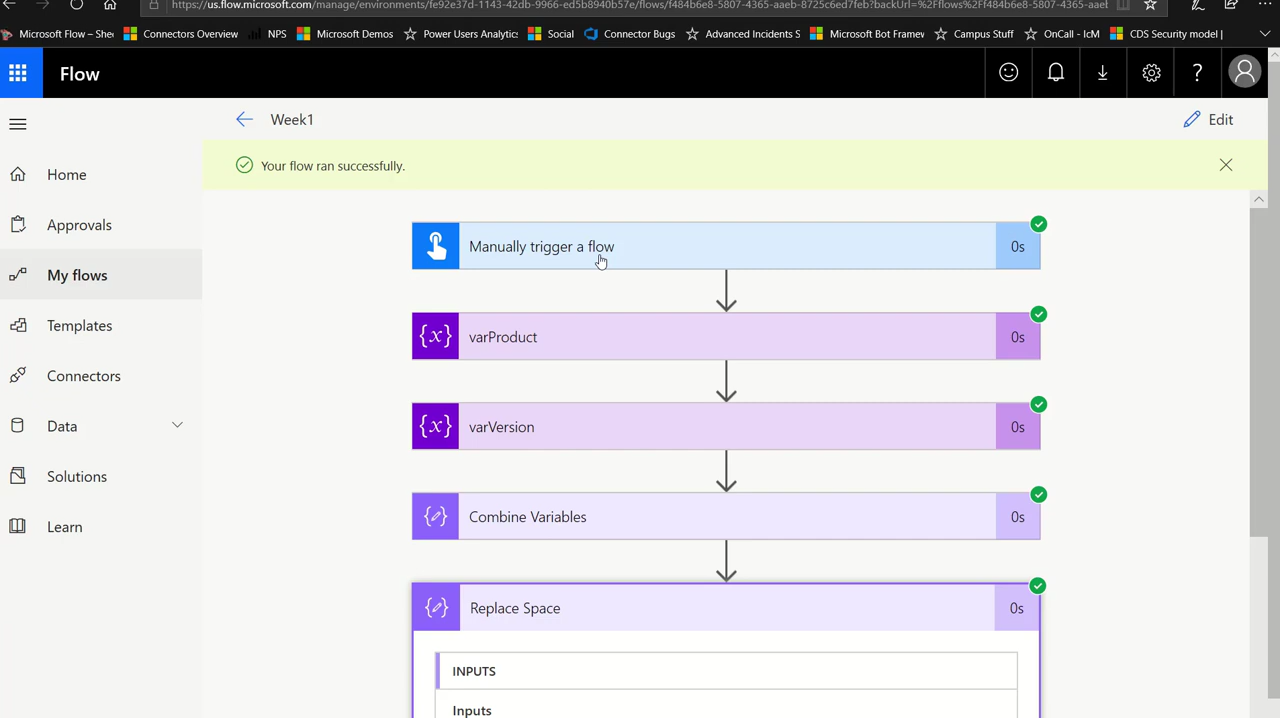 https://us.flow.microsoft.com/manage/environments/fe92e37d-1143-42db-9966-ed5b8940b57e/flows/f484b6e8-5807-4365-aaeb-8725c6ed7feb?backUrl=%2Fflows%2Ff484b6e8-5807-4365-aaeb
Microsoft Flow – She
Connectors Overview
NPS
Microsoft Demos
Power Users Analytics
Social
Connector Bugs
Advanced Incidents S
Microsoft Bot Framew
Campus Stuff
OnCall - IcM
CDS Security model |
Flow
?
Week1
Edit
Your flow ran successfully.
Home
Approvals
My flows
Templates
Connectors
Data
Solutions
Learn
Manually trigger a flow
0s
{x}
varProduct
0s
{x}
varVersion
0s
Combine Variables
0s
Replace Space
0s
INPUTS
Inputs